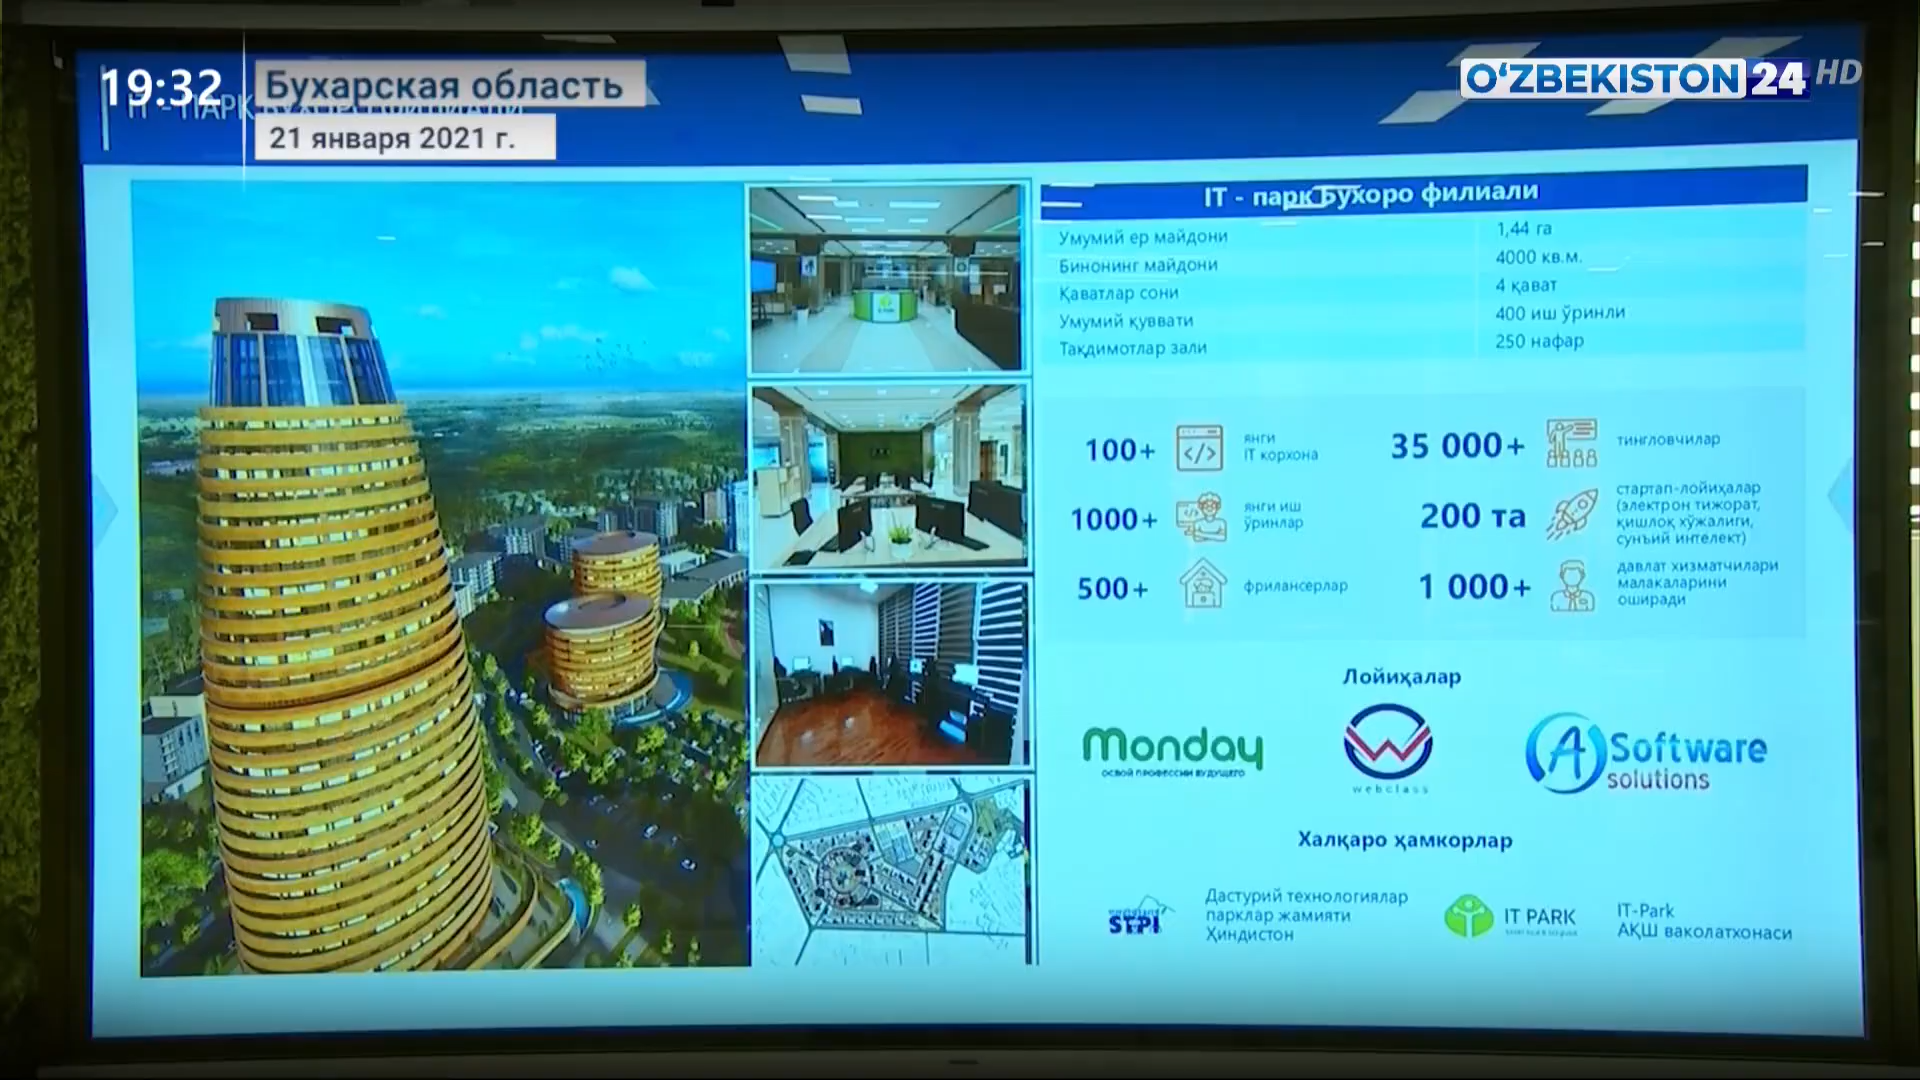 19:32
Бухарская область
21 января 2021 г.
O‘ZBEKISTON 24 HD
IT - ПАРК БУХОРО ФИЛИАЛИ
IT - парк Бухоро филиали
Умумий ер майдони 1,44 га
Бинонинг майдони 4000 кв.м.
Қаватлар сони 4 қават
Умумий қуввати 400 иш ўринли
Тақдимотлар зали 250 нафар
100+
янги
IT корхона
35 000+
тингловчилар
1000+
янги иш
ўринлар
200 та
стартап-лойиҳалар
(электрон тижорат,
қишлоқ хўжалиги,
сунъий интелект)
500+
фрилансерлар
1 000+
давлат хизматчилари
малакаларини
оширади
Лойиҳалар
Monday
ОСВОЙ ПРОФЕССИИ БУДУЩЕГО
webclass
A Software
solutions
Халқаро ҳамкорлар
STPI
Дастурий технологиялар
парклар жамияти
Ҳиндистон
IT PARK
IT-Park
АҚШ ваколатхонаси